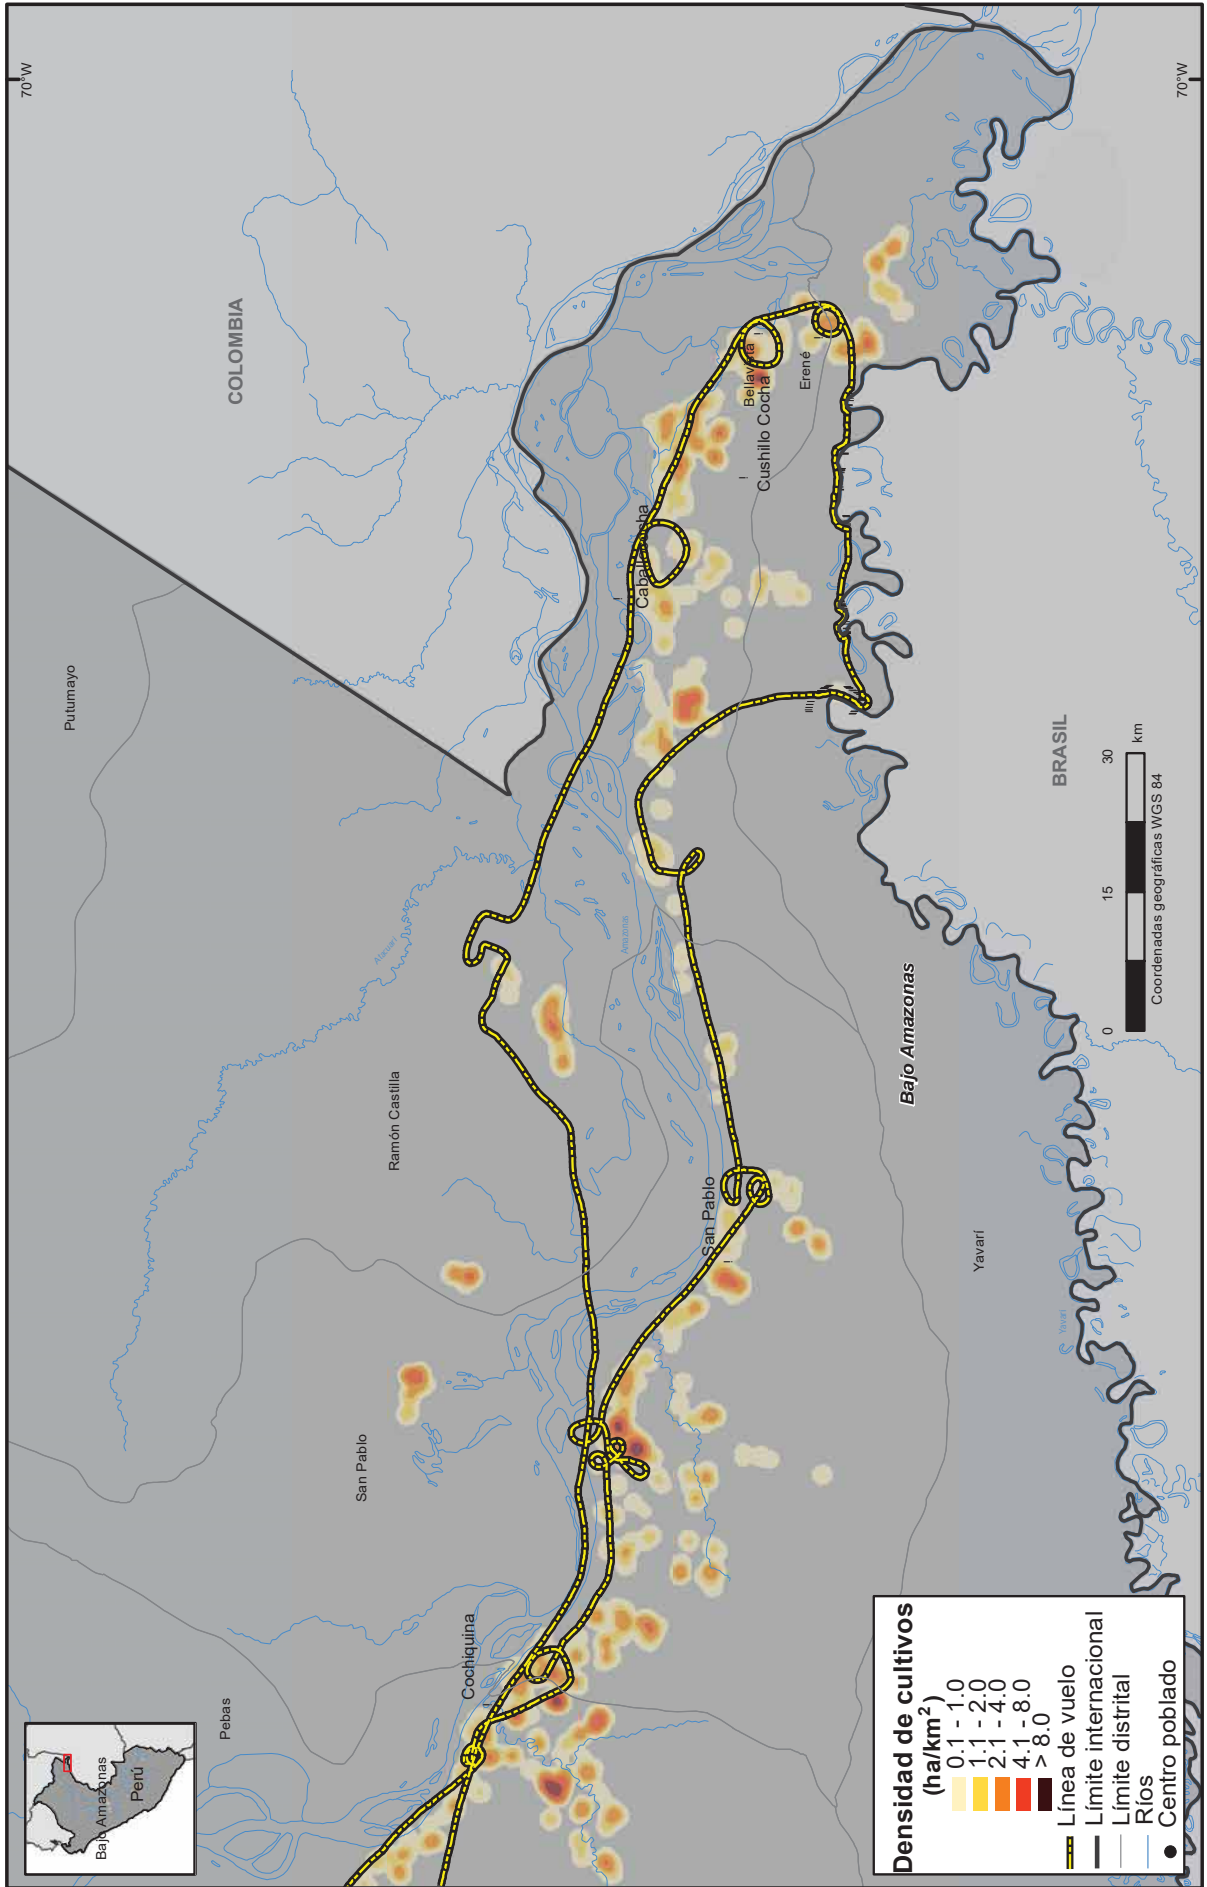 70°W
70°W
COLOMBIA
BRASIL
Putumayo
Ramón Castilla
San Pablo
Pebas
Yavarí
Bajo Amazonas
Cochiquina
San Pablo
Caballococha
Cushillo Cocha
Bellavista
Erené
Atacuari
Amazonas
Yavari
0 15 30
km
Coordenadas geográficas WGS 84
Bajo Amazonas
Perú
Densidad de cultivos
(ha/km²)
0.1 - 1.0
1.1 - 2.0
2.1 - 4.0
4.1 - 8.0
> 8.0
Línea de vuelo
Límite internacional
Límite distrital
Ríos
Centro poblado